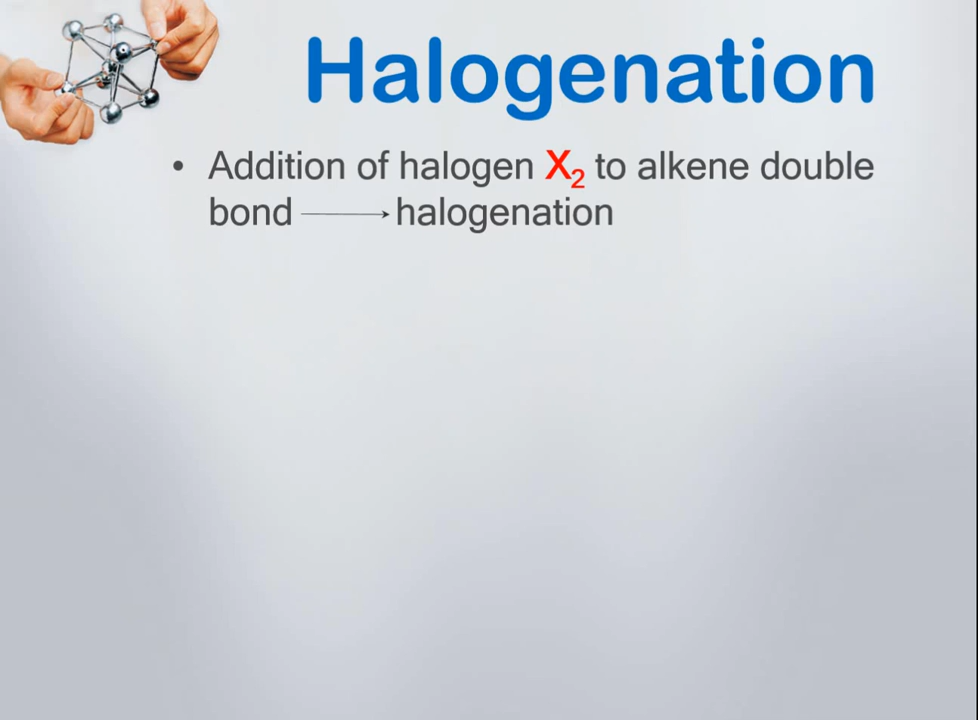 Halogenation
• Addition of halogen X₂ to alkene double
bond ⟶ halogenation